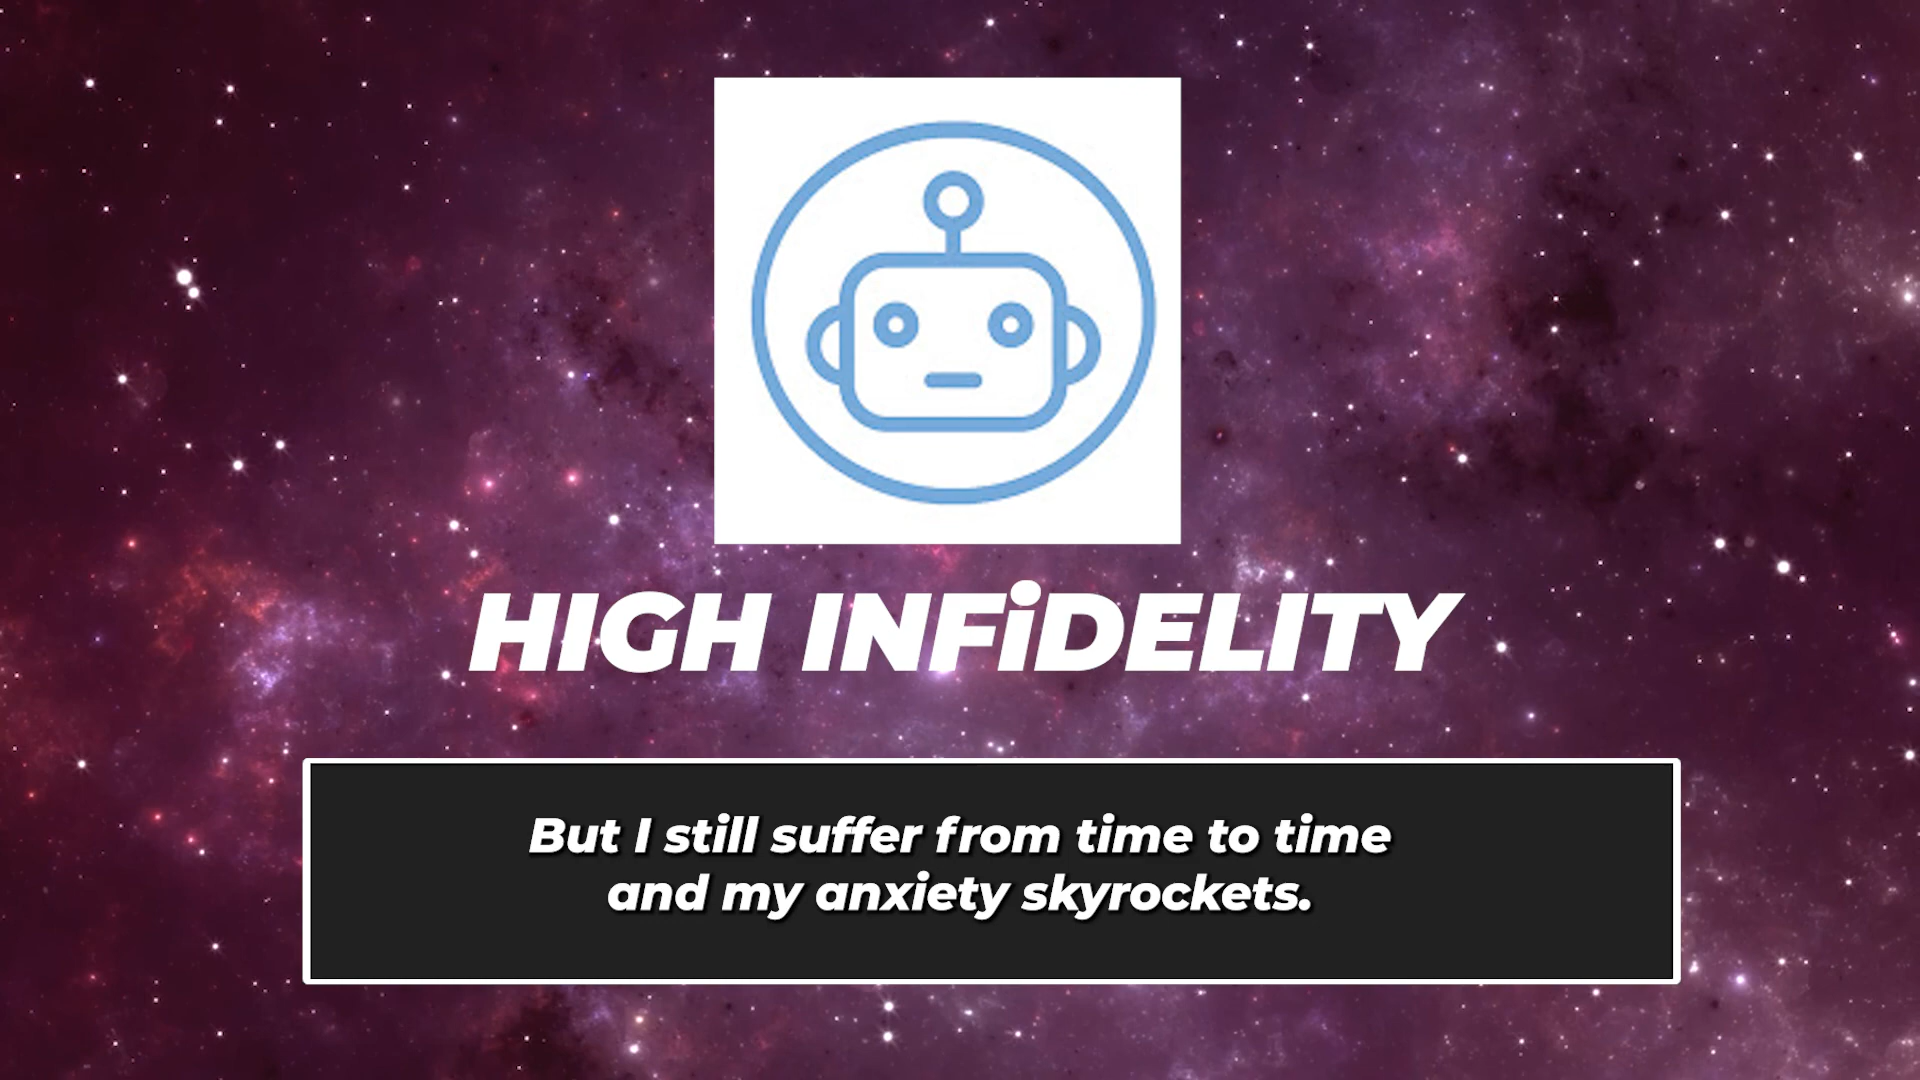 HIGH INFiDELITY
But I still suffer from time to time
and my anxiety skyrockets.